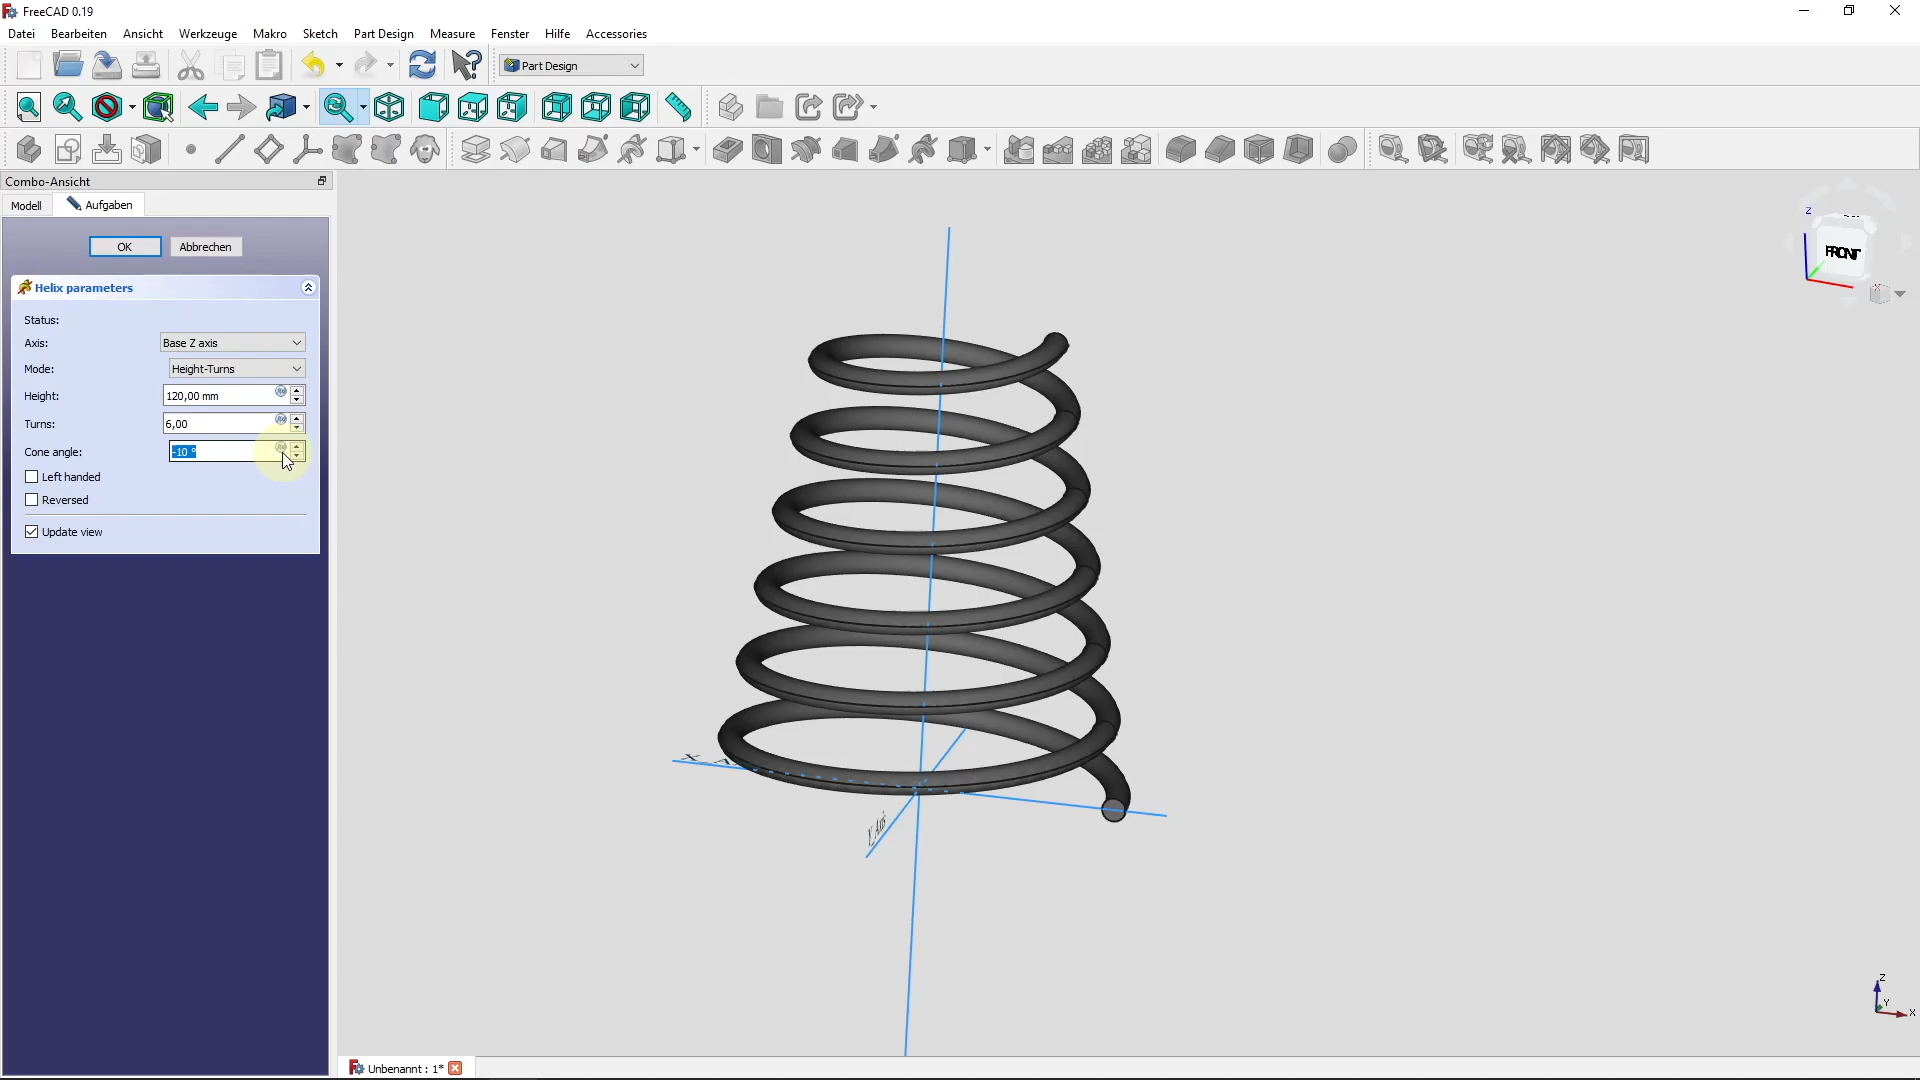 FreeCAD 0.19
Datei Bearbeiten Ansicht Werkzeuge Makro Sketch Part Design Measure Fenster Hilfe Accessories
Part Design
Combo-Ansicht
Modell Aufgaben
OK Abbrechen
Helix parameters
Status:
Axis: Base Z axis
Mode: Height-Turns
Height: 120,00 mm
Turns: 6,00
Cone angle: -10 °
Left handed
Reversed
Update view
Z
FRONT
X
Z
Y
X
Unbenannt : 1*